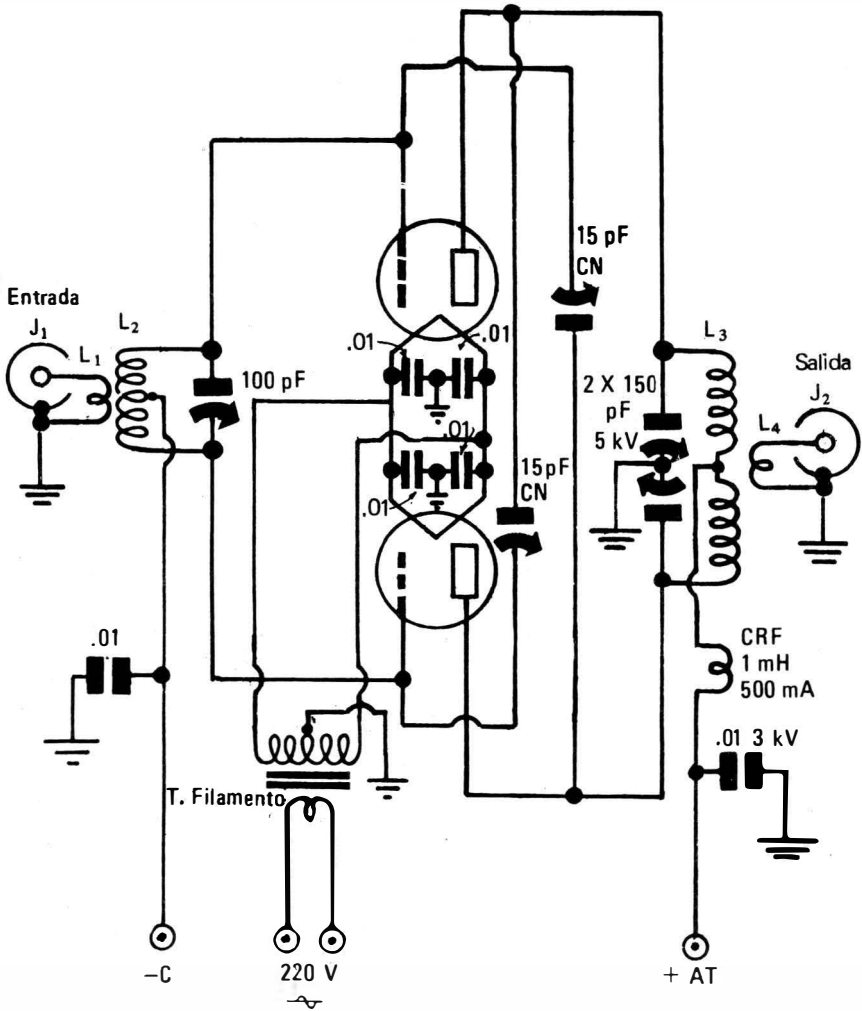 15 pF
CN
Entrada
J₁
L₁
L₂
100 pF
.01
.01
.01
.01
15pF
CN
2 X 150
pF
5 kV
L₃
L₄
Salida
J₂
.01
T. Filamento
CRF
1 mH
500 mA
.01 3 kV
−C
220 V
+ AT